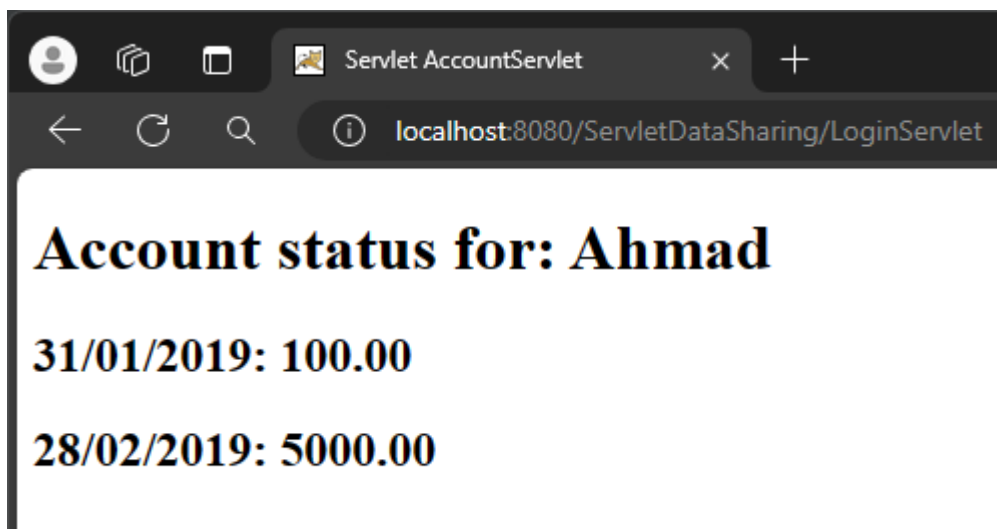 Servlet AccountServlet
localhost:8080/ServletDataSharing/LoginServlet
Account status for: Ahmad
31/01/2019: 100.00
28/02/2019: 5000.00